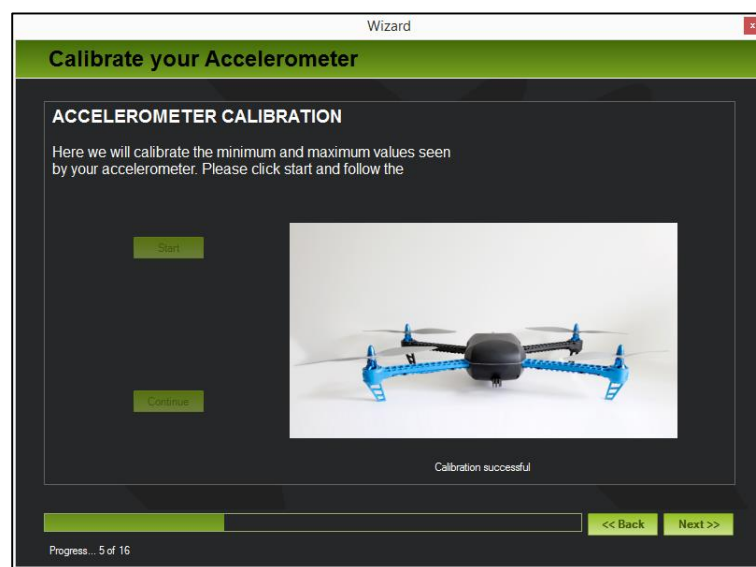 Wizard
x
Calibrate your Accelerometer
ACCELEROMETER CALIBRATION
Here we will calibrate the minimum and maximum values seen
by your accelerometer. Please click start and follow the
Start
Continue
Calibration successful
<< Back
Next >>
Progress... 5 of 16